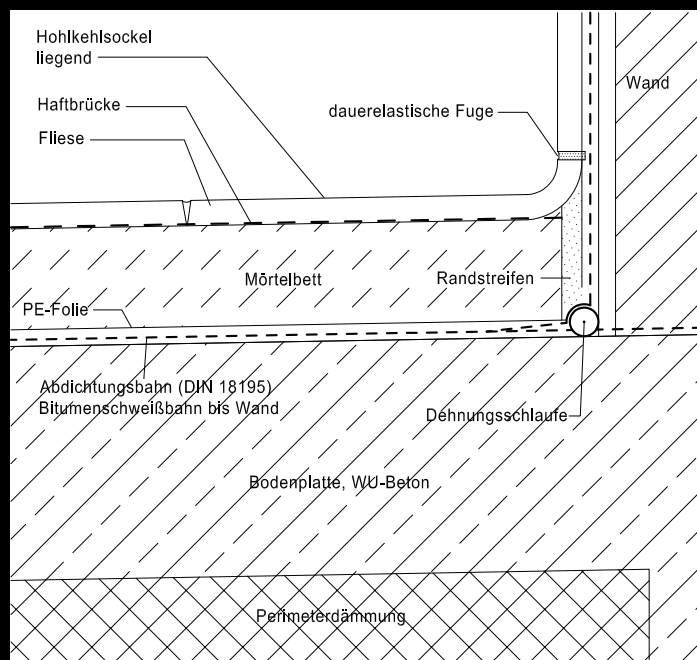 Hohlkehlsockel
liegend
Wand
Haftbrücke
dauerelastische Fuge
Fliese
Mörtelbett
Randstreifen
PE-Folie
Abdichtungsbahn (DIN 18195)
Bitumenschweißbahn bis Wand
Dehnungsschlaufe
Bodenplatte, WU-Beton
Perimeterdämmung